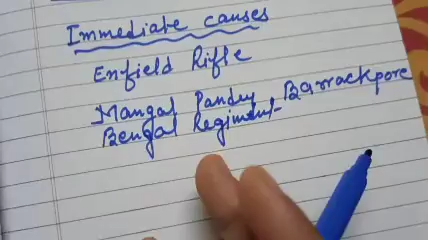 Immediate causes
Enfield Rifle
Mangal Pandey Barrackpore
Bengal Regiment-